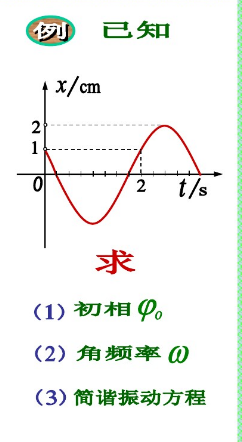 例 已知
x/cm
2
1
0 2 t/s
求
(1) 初相 φ₀
(2) 角频率 ω
(3) 简谐振动方程